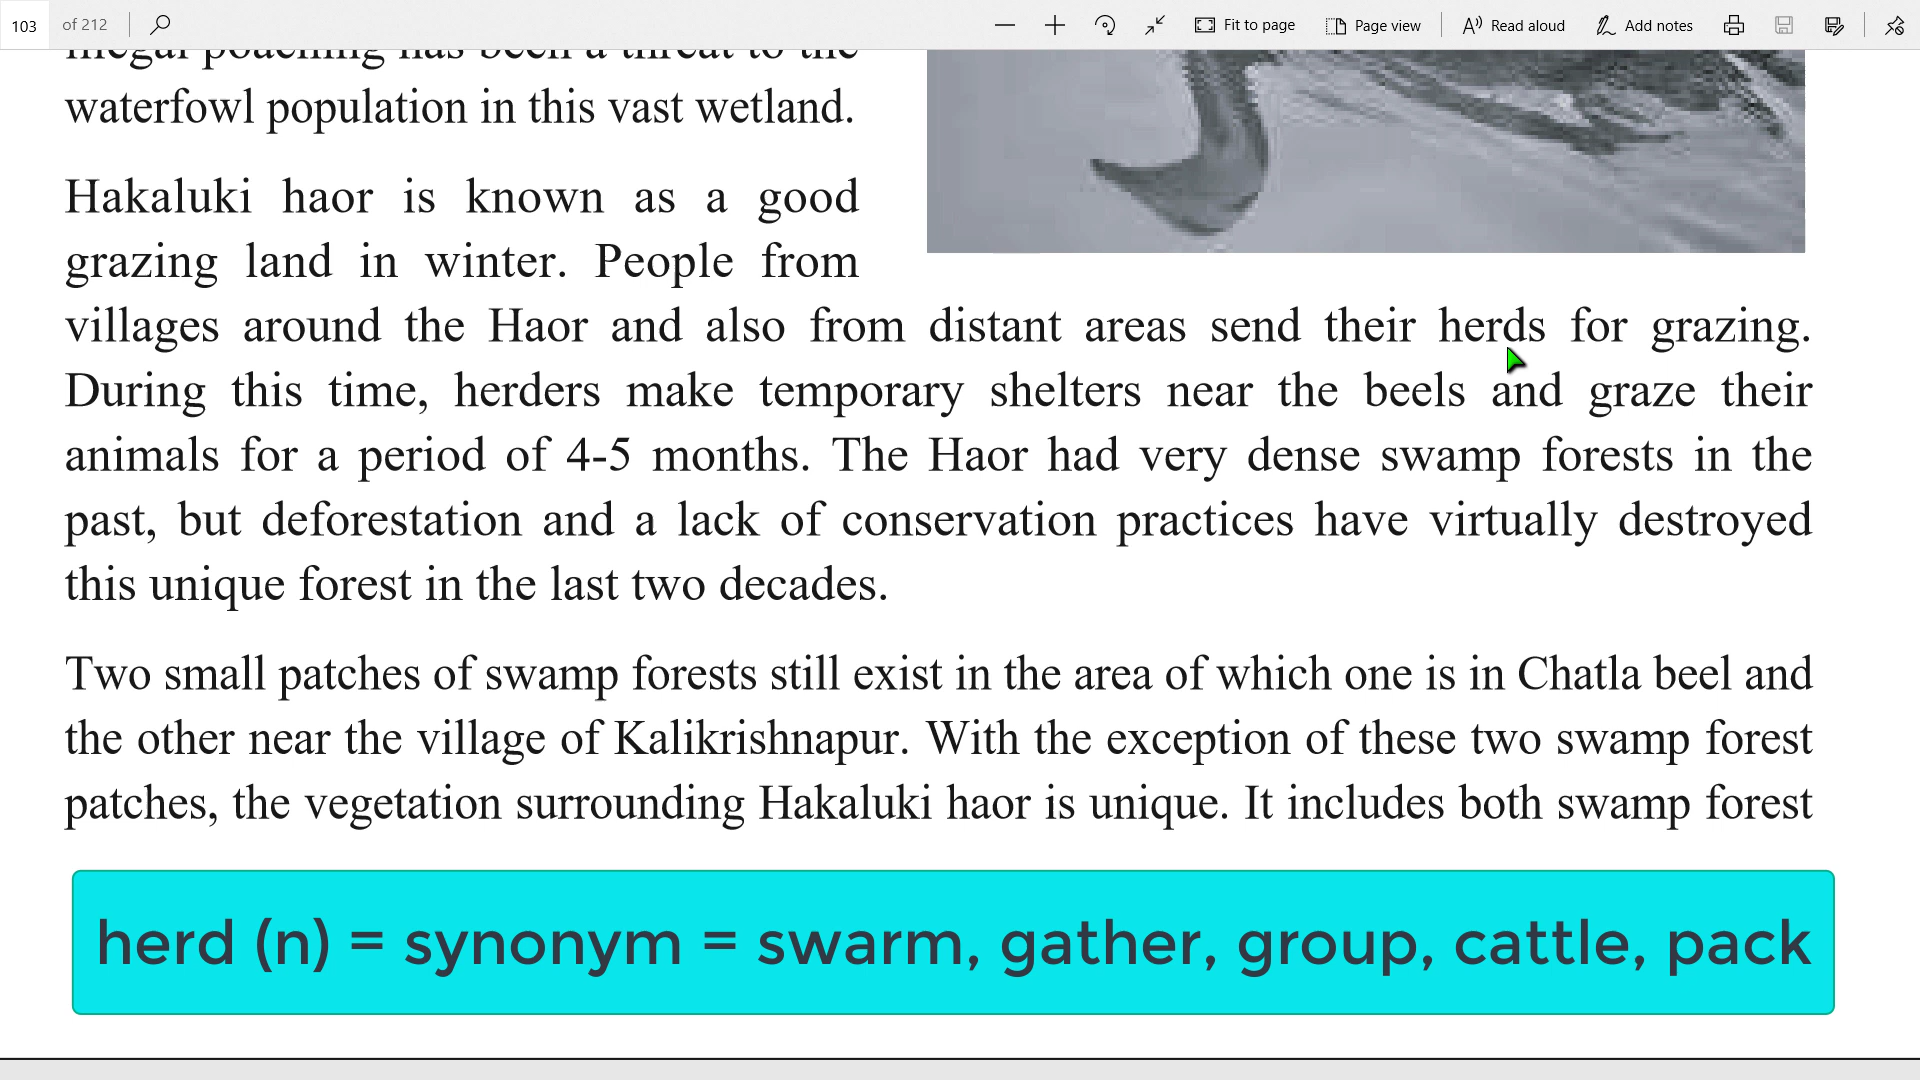 103 of 212 Fit to page Page view Read aloud Add notes
Illegal poaching has been a threat to the
waterfowl population in this vast wetland.
Hakaluki haor is known as a good
grazing land in winter. People from
villages around the Haor and also from distant areas send their herds for grazing.
During this time, herders make temporary shelters near the beels and graze their
animals for a period of 4-5 months. The Haor had very dense swamp forests in the
past, but deforestation and a lack of conservation practices have virtually destroyed
this unique forest in the last two decades.
Two small patches of swamp forests still exist in the area of which one is in Chatla beel and
the other near the village of Kalikrishnapur. With the exception of these two swamp forest
patches, the vegetation surrounding Hakaluki haor is unique. It includes both swamp forest
herd (n) = synonym = swarm, gather, group, cattle, pack